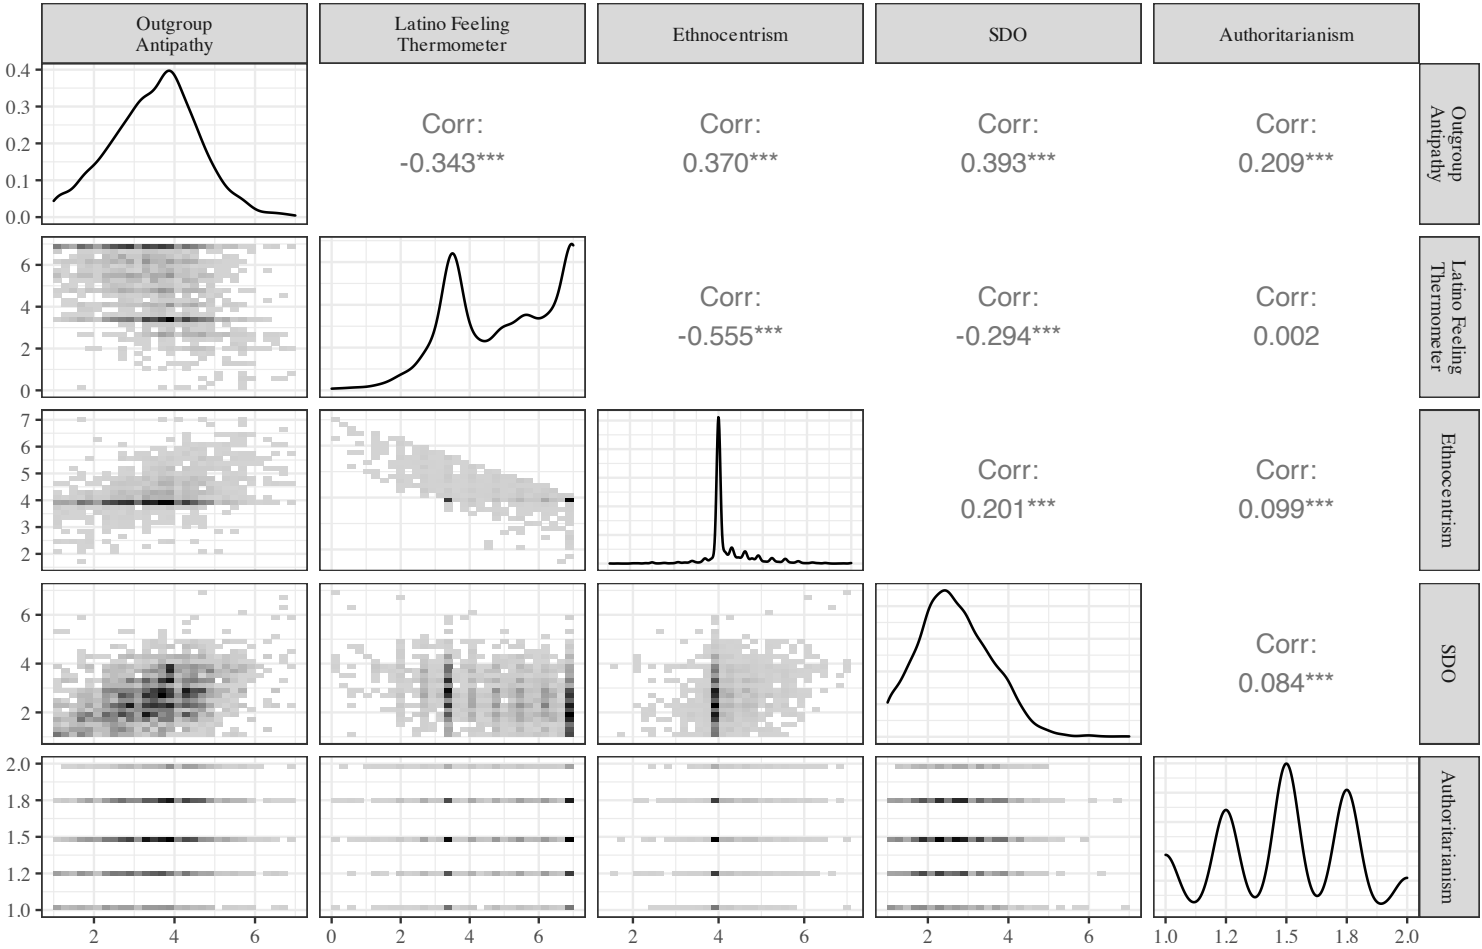 Outgroup
Antipathy
Latino Feeling
Thermometer
Ethnocentrism
SDO
Authoritarianism
0.4
0.3
0.2
0.1
0.0
Corr:
-0.343***
Corr:
0.370***
Corr:
0.393***
Corr:
0.209***
Outgroup
Antipathy
6
4
2
0
Corr:
-0.555***
Corr:
-0.294***
Corr:
0.002
Latino Feeling
Thermometer
7
6
5
4
3
2
Corr:
0.201***
Corr:
0.099***
Ethnocentrism
6
4
2
Corr:
0.084***
SDO
2.0
1.8
1.5
1.2
1.0
Authoritarianism
2 4 6
0 2 4 6
2 4 6
2 4 6
1.0 1.2 1.5 1.8 2.0